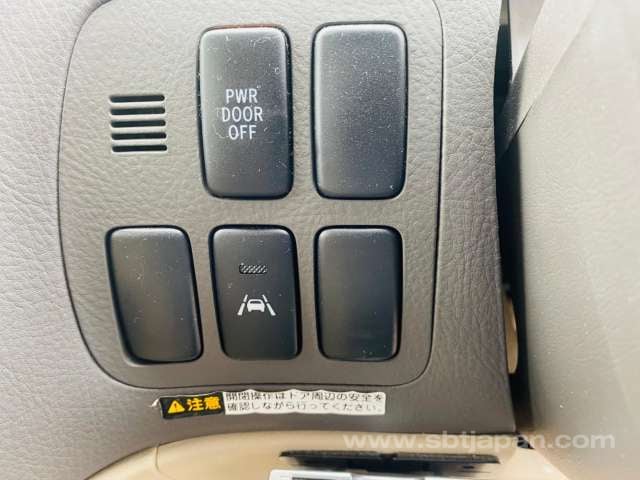 PWR
DOOR
OFF
注意
開閉操作はドア周辺の安全を
確認しながら行ってください。
www.sbtjapan.com